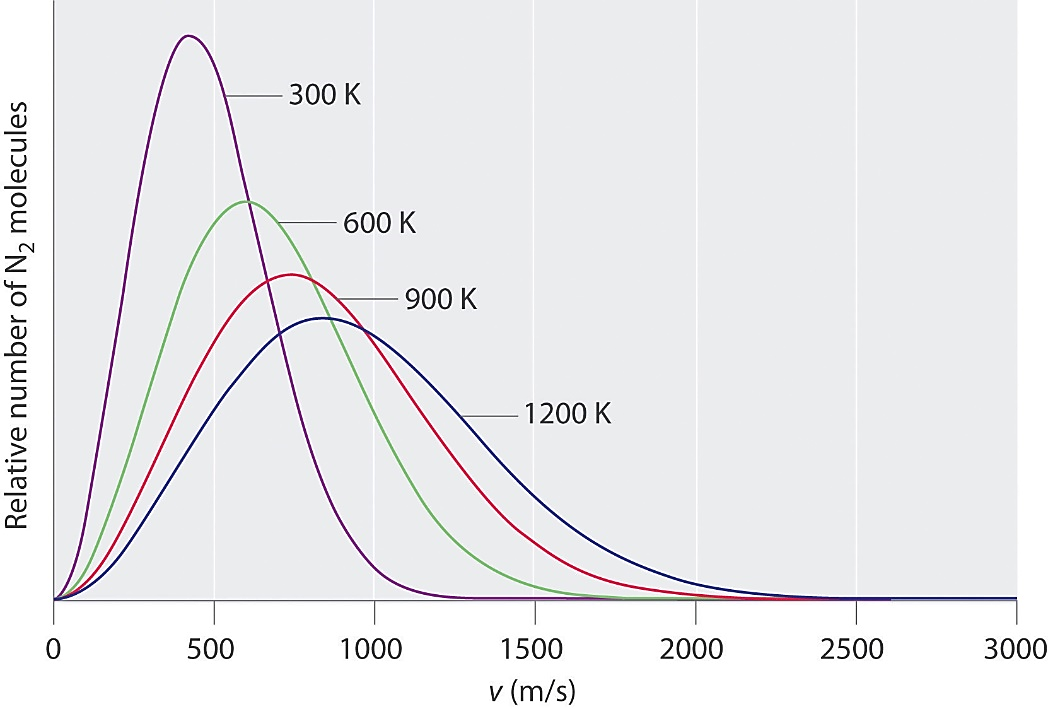 Relative number of N₂ molecules
300 K
600 K
900 K
1200 K
0 500 1000 1500 2000 2500 3000
v (m/s)